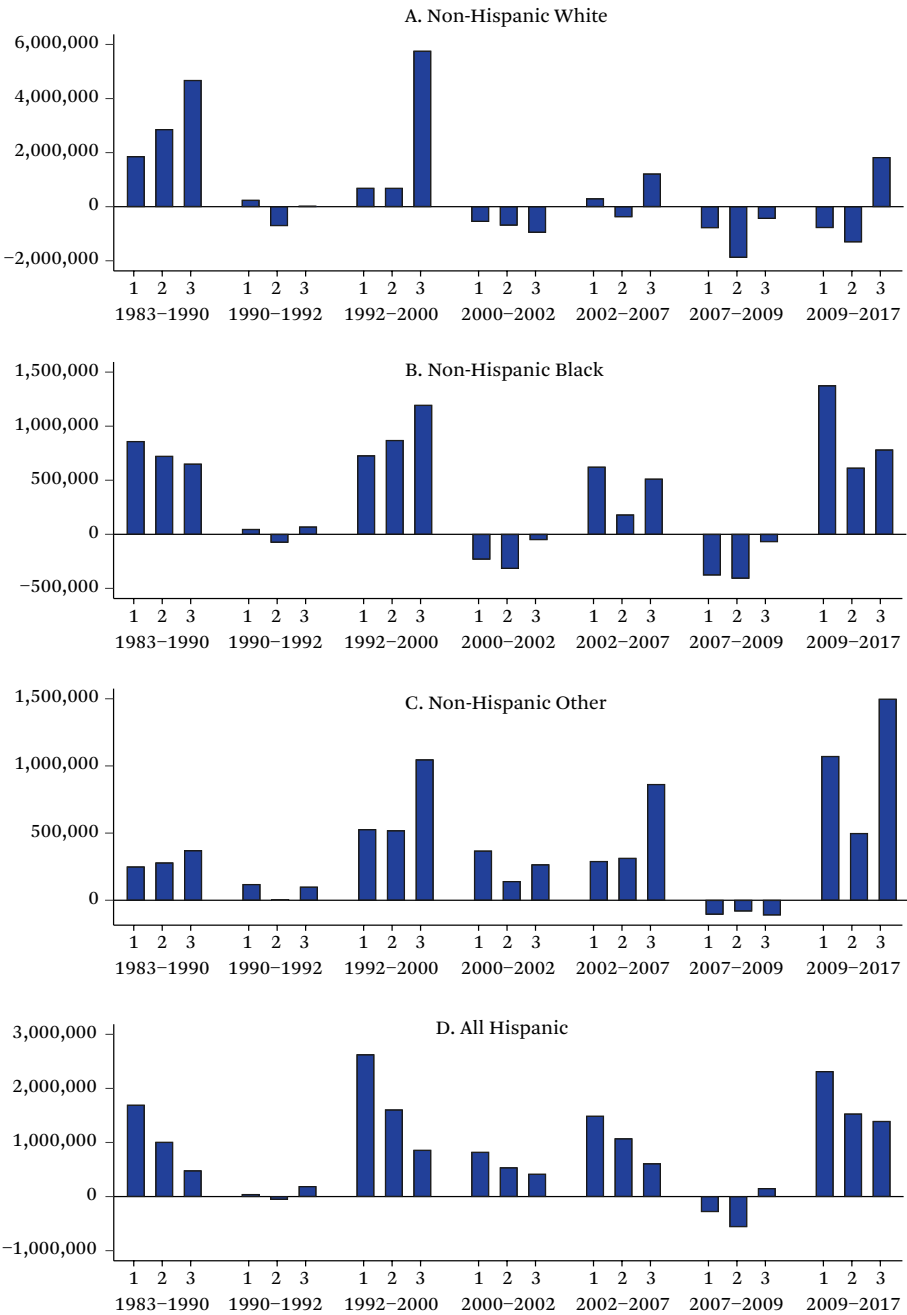 A. Non-Hispanic White
6,000,000
4,000,000
2,000,000
0
−2,000,000
1 2 3 1 2 3 1 2 3 1 2 3 1 2 3 1 2 3 1 2 3
1983–1990 1990–1992 1992–2000 2000–2002 2002–2007 2007–2009 2009–2017
B. Non-Hispanic Black
1,500,000
1,000,000
500,000
0
−500,000
1 2 3 1 2 3 1 2 3 1 2 3 1 2 3 1 2 3 1 2 3
1983–1990 1990–1992 1992–2000 2000–2002 2002–2007 2007–2009 2009–2017
C. Non-Hispanic Other
1,500,000
1,000,000
500,000
0
1 2 3 1 2 3 1 2 3 1 2 3 1 2 3 1 2 3 1 2 3
1983–1990 1990–1992 1992–2000 2000–2002 2002–2007 2007–2009 2009–2017
D. All Hispanic
3,000,000
2,000,000
1,000,000
0
−1,000,000
1 2 3 1 2 3 1 2 3 1 2 3 1 2 3 1 2 3 1 2 3
1983–1990 1990–1992 1992–2000 2000–2002 2002–2007 2007–2009 2009–2017